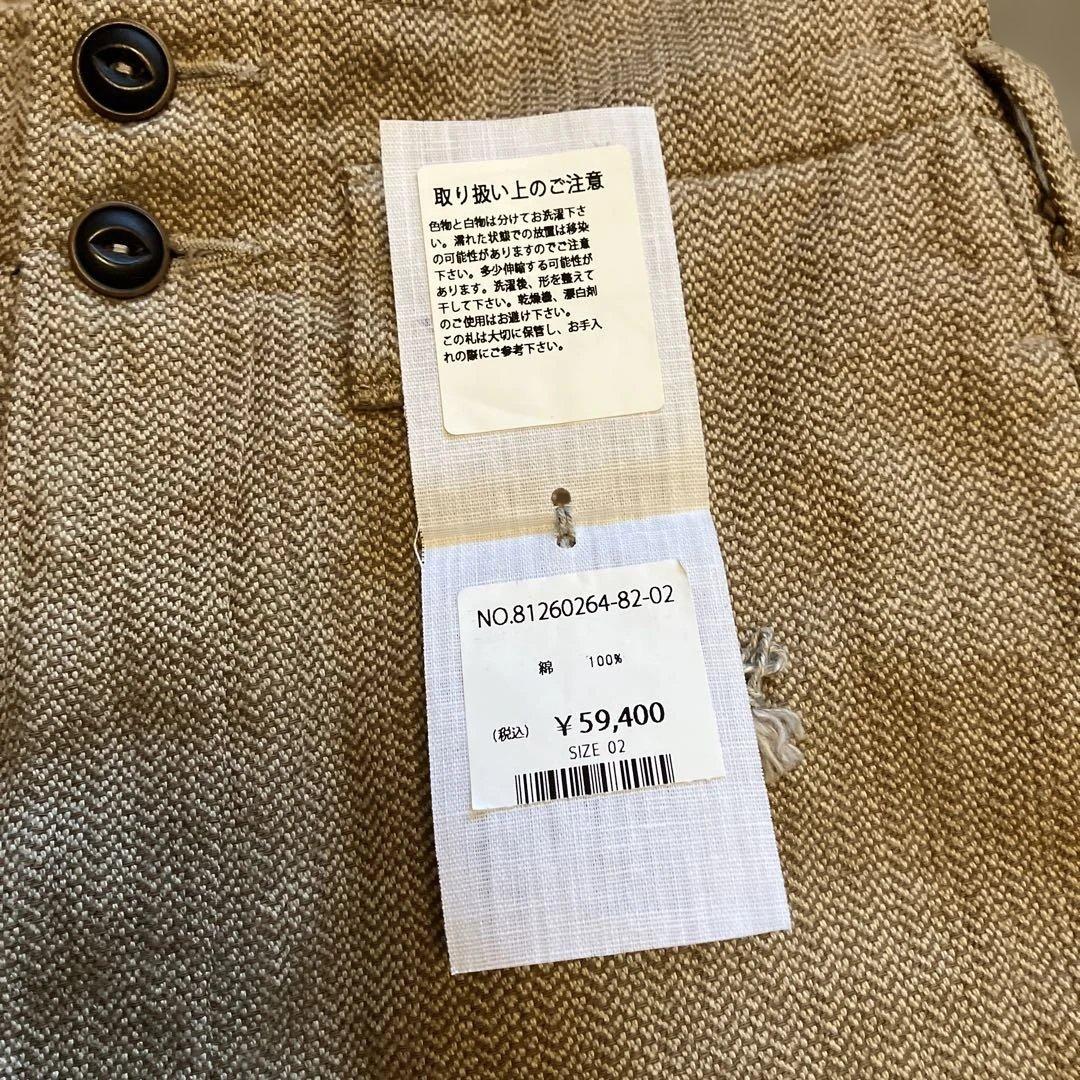 取り扱い上のご注意
色物と白物は分けてお洗濯下さ
い。濡れた状態での放置は移染
の可能性がありますのでご注意
下さい。多少伸縮する可能性が
あります。洗濯後、形を整えて
干して下さい。乾燥機、漂白剤
のご使用はお避け下さい。
この札は大切に保管し、お手入
れの際にご参考下さい。
NO.81260264-82-02
綿 100%
(税込) ¥59,400
SIZE 02